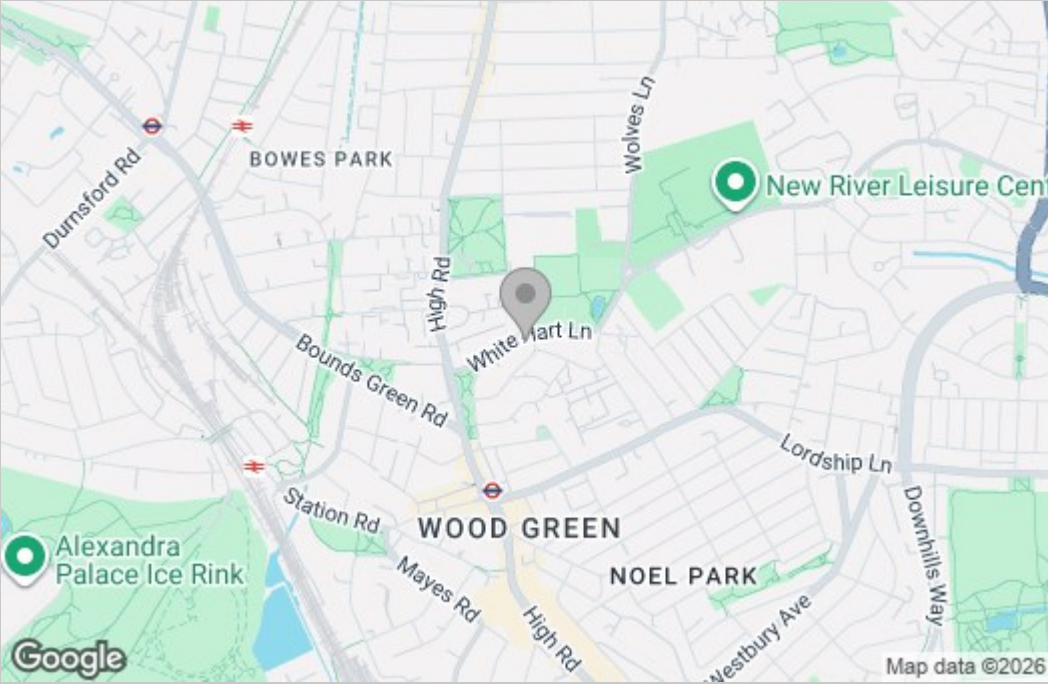 Wolves Ln
BOWES PARK
Durnsford Rd
New River Leisure Cent
High Rd
White Hart Ln
Bounds Green Rd
Lordship Ln
Station Rd
WOOD GREEN
Alexandra
Palace Ice Rink
NOEL PARK
Downhills Way
Mayes Rd
High Rd
Westbury Ave
Google
Map data ©2026